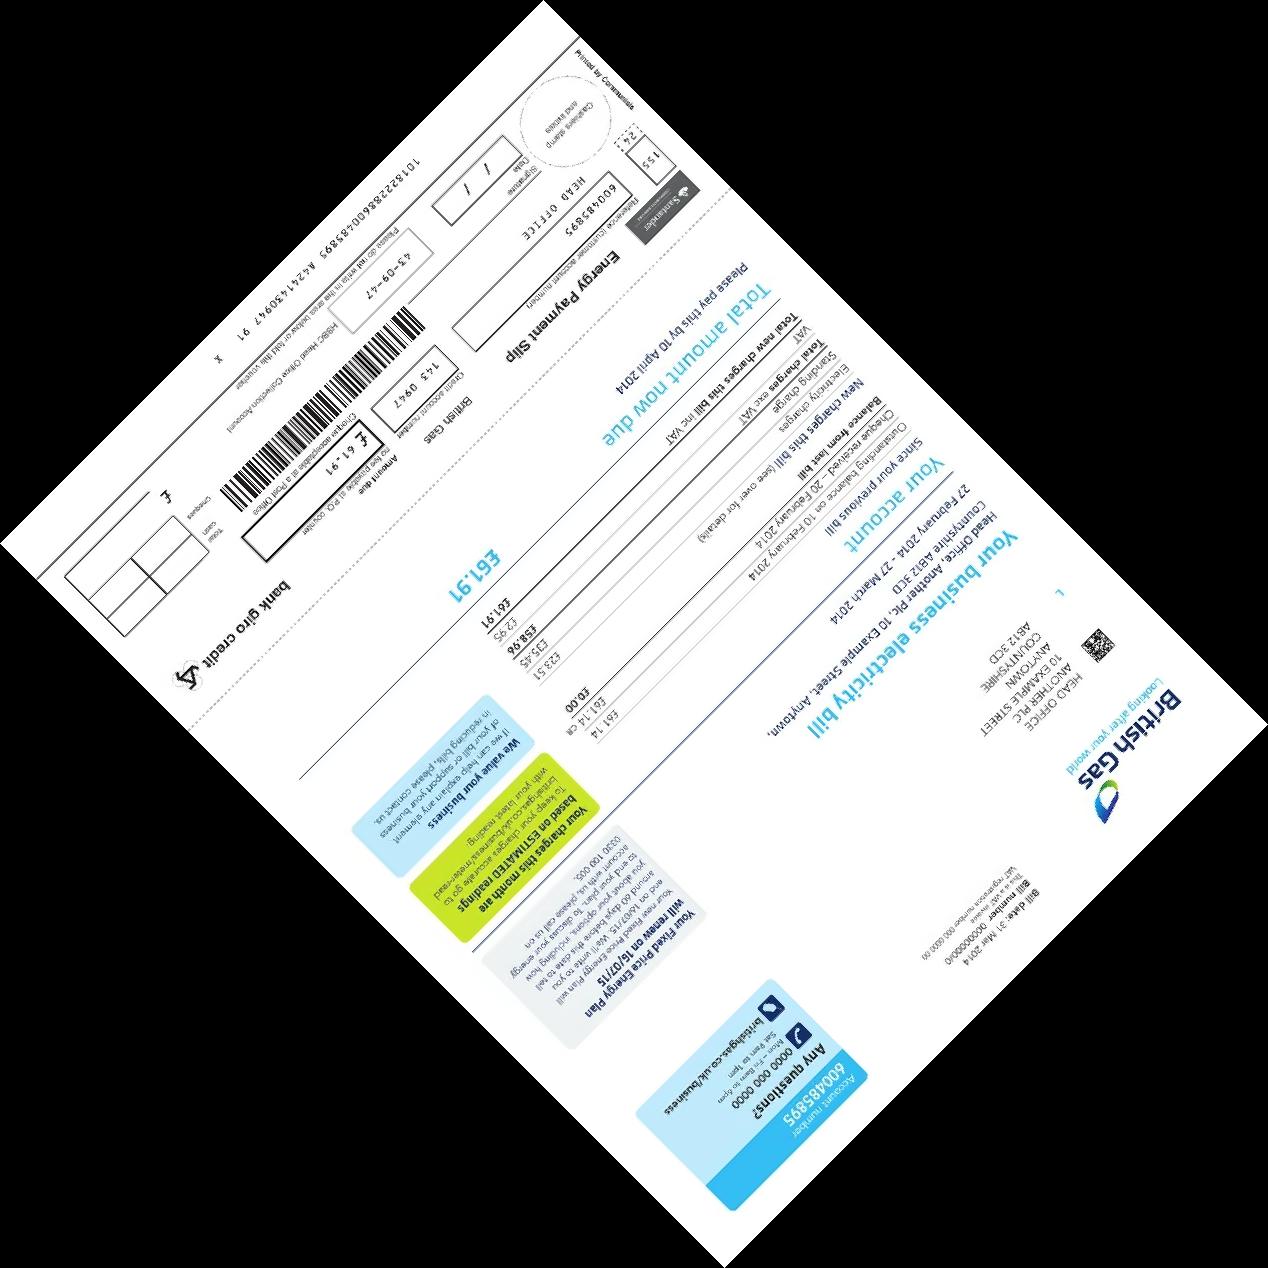 British Gas
Looking after your world
Account number
600485895
Any questions?
0000 000 0000
Mon – Fri 8am to 6pm
Sat 9am to 1pm
britishgas.co.uk/business
HEAD OFFICE
ANOTHER PLC
10 EXAMPLE STREET
ANYTOWN
COUNTYSHIRE
AB12 3CD
Bill date: 31 Mar 2014
Bill number 000000000/0
This is a VAT invoice
VAT registration number 000 0000 00
Your business electricity bill
Head Office, Another Plc, 10 Example Street, Anytown,
Countyshire AB12 3CD
27 February 2014 - 27 March 2014
Your account
Since your previous bill
Outstanding balance on 10 February 2014 £61.14
Cheque received – 20 February 2014 £61.14 CR
Balance from last bill £0.00
New charges this bill (see over for details)
Electricity charges £23.51
Standing charge £35.45
Total charges exc VAT £58.96
VAT £2.95
Total new charges this bill inc VAT £61.91
Total amount now due £61.91
Please pay this by 10 April 2014
Your Fixed Price Energy Plan
will renew on 16/07/15
Your new Fixed Price Energy Plan will
end on 16/07/15. We'll write to you
around 60 days before this date to tell
you about your options, including how
to end your plan. To discuss your energy
account with us, please call us on
0330 100 005.
Your charges this month are
based on ESTIMATED readings
To keep your charges accurate go to
britishgas.co.uk/business/meter-read
with your latest reading.
We value your business
If we can help explain any element
of your bill or support your business
in reducing bills, please contact us.
Santander
155
24
Energy Payment Slip
bank giro credit
Reference (customer account number)
600485895
British Gas
Credit account number
143 0947
Amount due
no fee payable at P.O. counter
£ 61.91
Cheque acceptable at a Post Office
HEAD OFFICE
Signature
Date
/ /
Cashiers stamp
and initials
43-09-47
HSBC Head Office Collection Account
Total
cash
Cheques
£
Please do not write in the area below or fold this voucher
Printed by Communisis